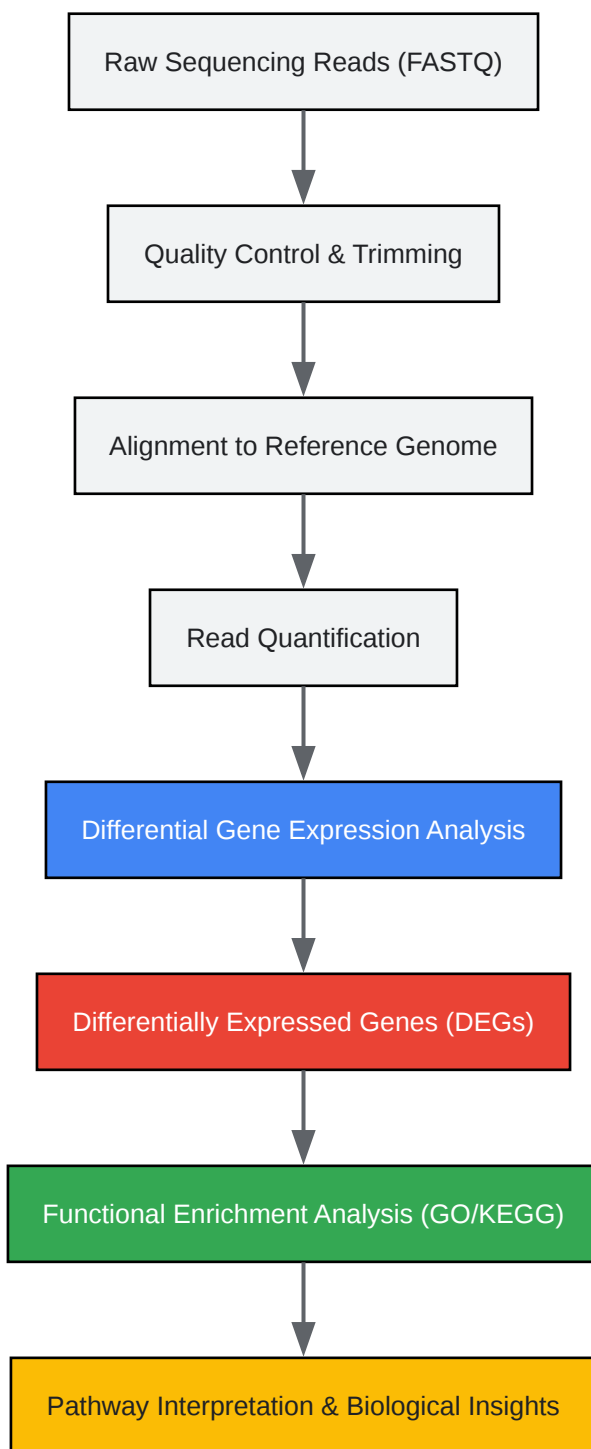 Raw Sequencing Reads (FASTQ)
Quality Control & Trimming
Alignment to Reference Genome
Read Quantification
Differential Gene Expression Analysis
Differentially Expressed Genes (DEGs)
Functional Enrichment Analysis (GO/KEGG)
Pathway Interpretation & Biological Insights